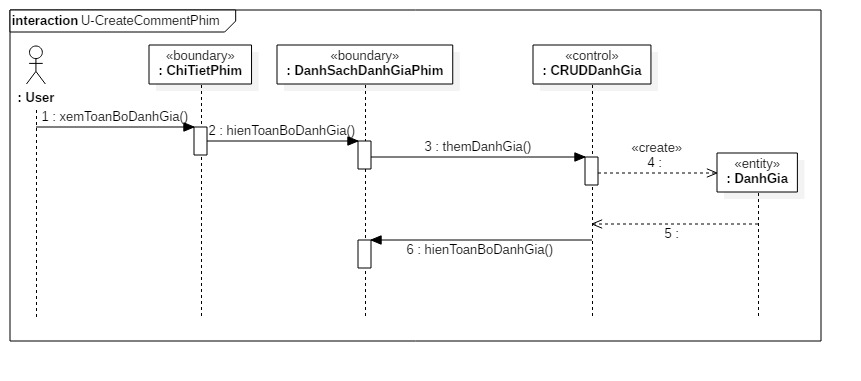 interaction U-CreateCommentPhim
«boundary»
: ChiTietPhim
«boundary»
: DanhSachDanhGiaPhim
«control»
: CRUDDanhGia
: User
1 : xemToanBoDanhGia()
2 : hienToanBoDanhGia()
3 : themDanhGia()
«create»
4 :
«entity»
: DanhGia
5 :
6 : hienToanBoDanhGia()